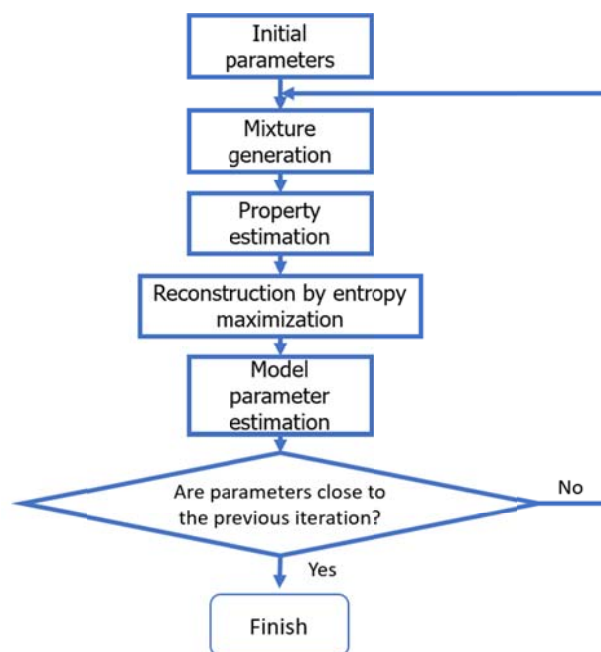 Initial
parameters
Mixture
generation
Property
estimation
Reconstruction by entropy
maximization
Model
parameter
estimation
Are parameters close to
the previous iteration?
No
Yes
Finish